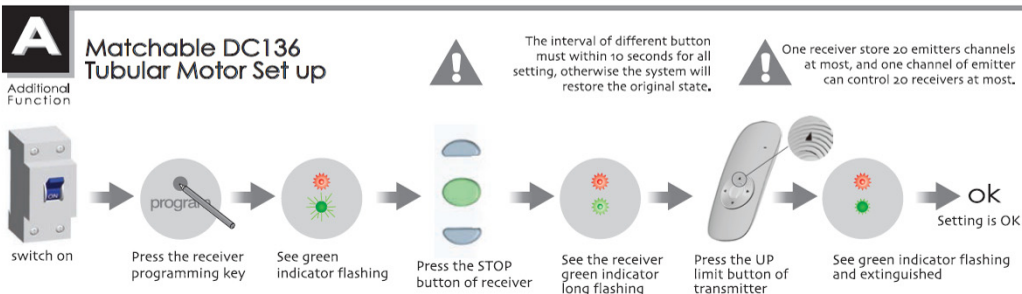 A
Additional
Function
Matchable DC136
Tubular Motor Set up
The interval of different button
must within 10 seconds for all
setting, otherwise the system will
restore the original state.
One receiver store 20 emitters channels
at most, and one channel of emitter
can control 20 receivers at most.
ON
switch on
program
Press the receiver
programming key
See green
indicator flashing
Press the STOP
button of receiver
See the receiver
green indicator
long flashing
Press the UP
limit button of
transmitter
See green indicator flashing
and extinguished
ok
Setting is OK